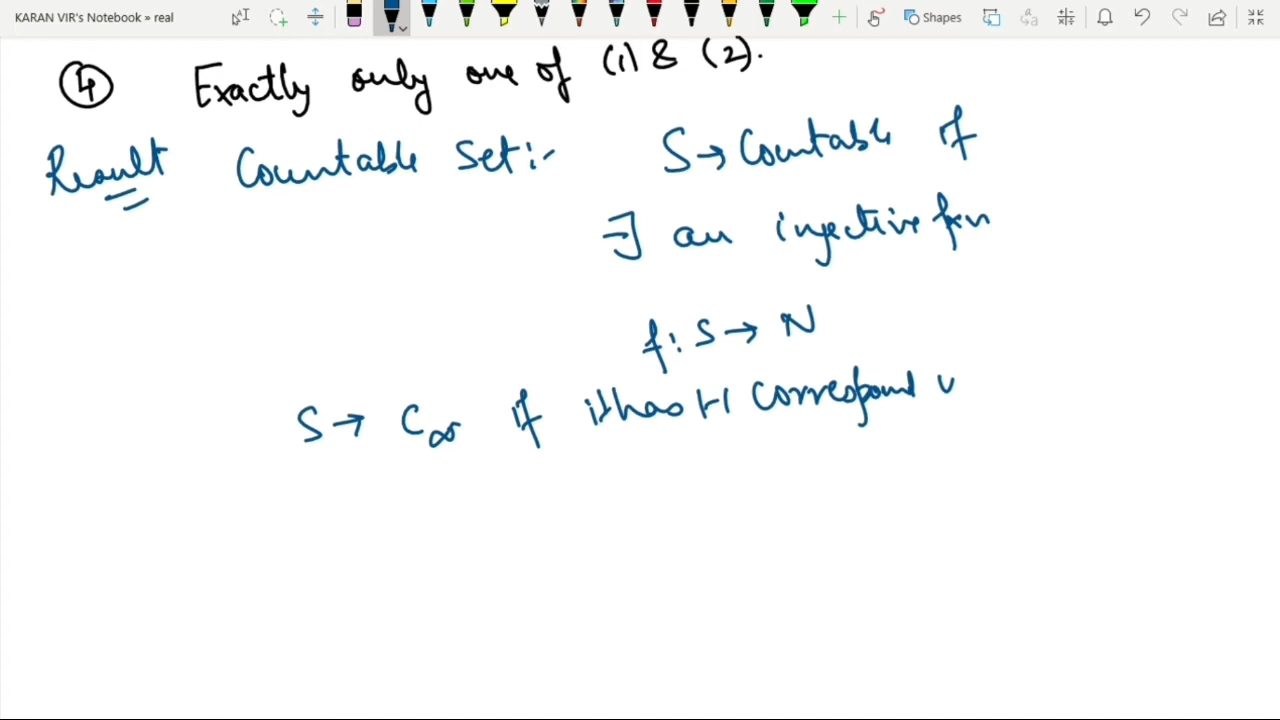 KARAN VIR's Notebook » real
Shapes
④ Exactly only one of (1) & (2).
Result Countable Set:- S→Countable if
∃ an injective fxn
f: S → N
S → C∞ if it has 1-1 correspond